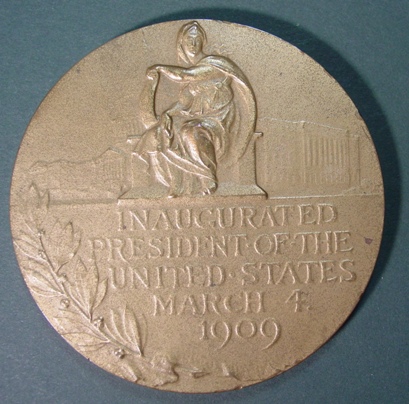 INAUGURATED
PRESIDENT·OF·THE
UNITED·STATES
MARCH 4
1909